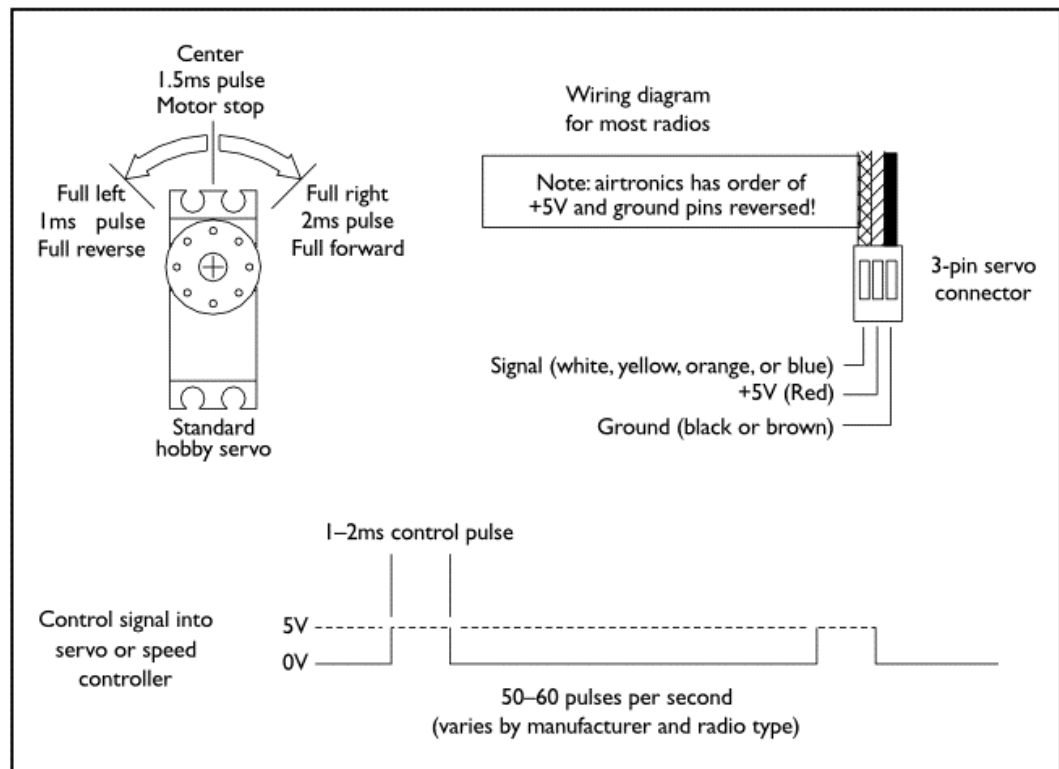 Center
1.5ms pulse
Motor stop
Full left
1ms pulse
Full reverse
Full right
2ms pulse
Full forward
Standard
hobby servo
Wiring diagram
for most radios
Note: airtronics has order of
+5V and ground pins reversed!
3-pin servo
connector
Signal (white, yellow, orange, or blue)
+5V (Red)
Ground (black or brown)
1–2ms control pulse
Control signal into
servo or speed
controller
5V
0V
50–60 pulses per second
(varies by manufacturer and radio type)